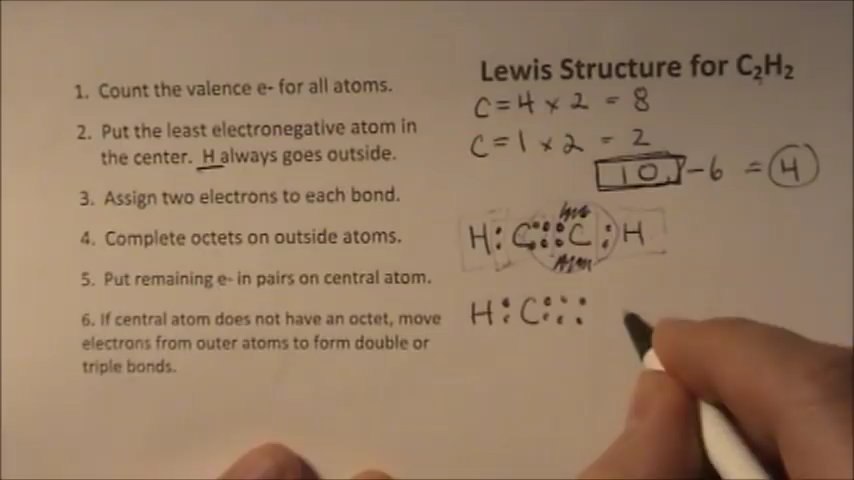 Lewis Structure for C₂H₂
1. Count the valence e- for all atoms.
2. Put the least electronegative atom in
the center. H always goes outside.
3. Assign two electrons to each bond.
4. Complete octets on outside atoms.
5. Put remaining e- in pairs on central atom.
6. If central atom does not have an octet, move
electrons from outer atoms to form double or
triple bonds.
C = 4 × 2 = 8
C = 1 × 2 = 2
10 - 6 = 4
H : C ⋮⋮ C : H
H : C ⋮⋮